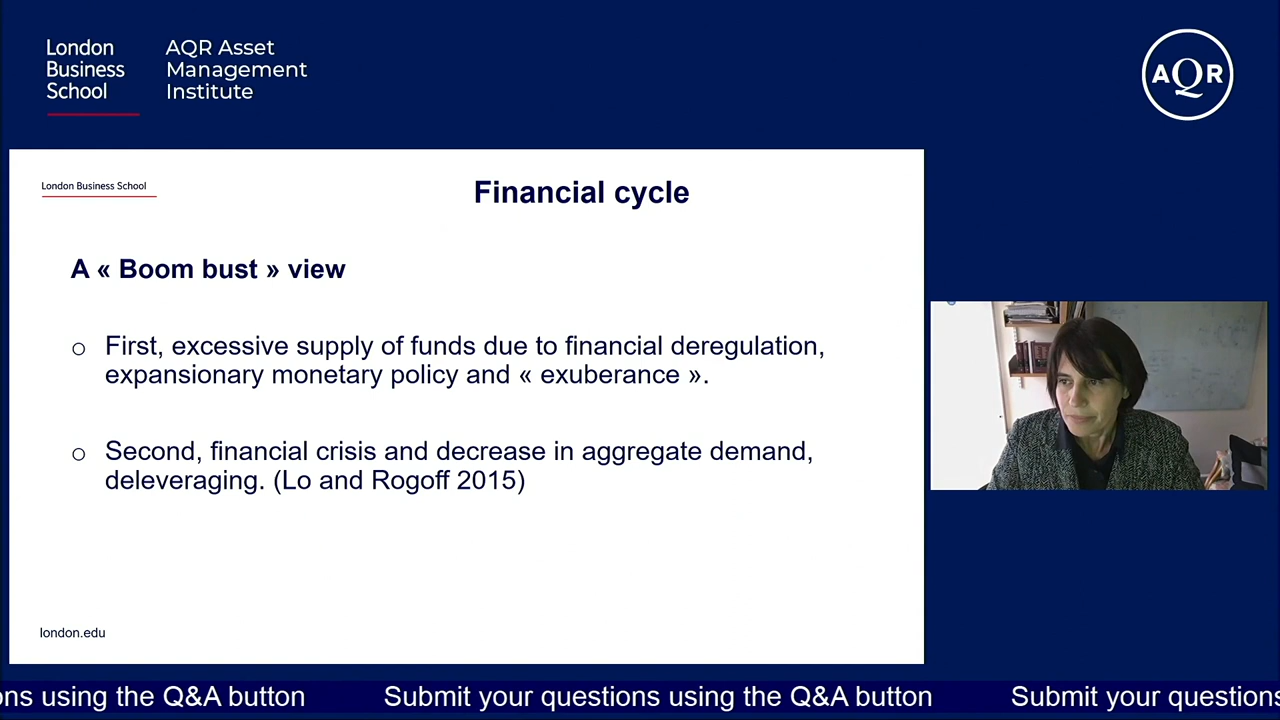 London
Business
School
AQR Asset
Management
Institute
AQR
London Business School
Financial cycle
A « Boom bust » view
o First, excessive supply of funds due to financial deregulation,
expansionary monetary policy and « exuberance ».
o Second, financial crisis and decrease in aggregate demand,
deleveraging. (Lo and Rogoff 2015)
london.edu
ons using the Q&A button Submit your questions using the Q&A button Submit your questions